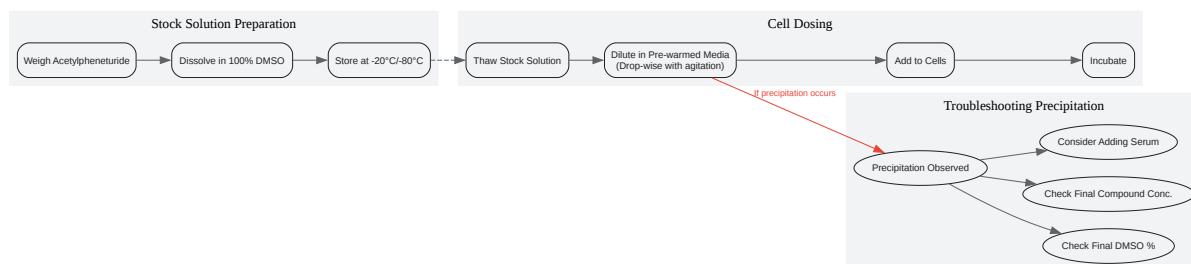 Stock Solution Preparation
Weigh Acetylpheneturide
Dissolve in 100% DMSO
Store at -20°C/-80°C
Cell Dosing
Thaw Stock Solution
Dilute in Pre-warmed Media
(Drop-wise with agitation)
Add to Cells
Incubate
If precipitation occurs
Troubleshooting Precipitation
Precipitation Observed
Consider Adding Serum
Check Final Compound Conc.
Check Final DMSO %